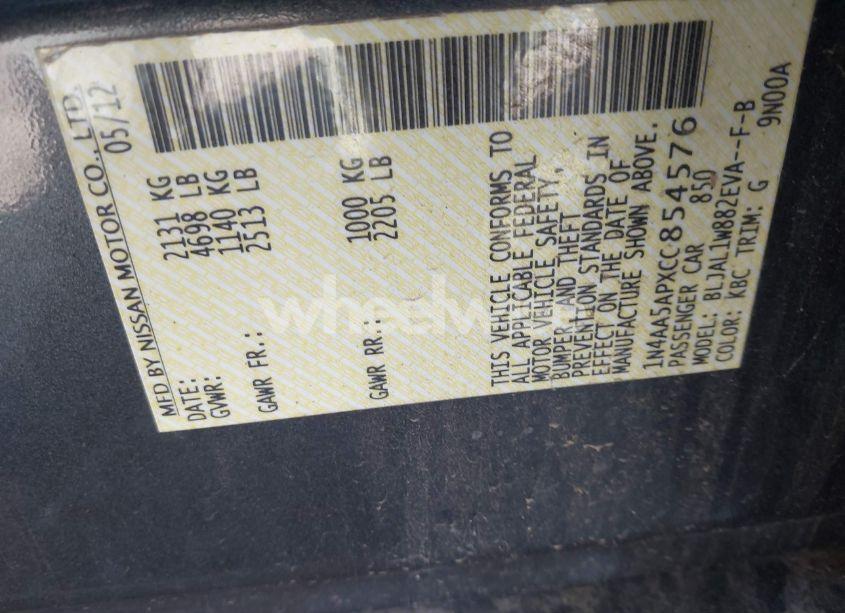 MFD BY NISSAN MOTOR CO., LTD.
DATE: 05/12
GVWR: 2131 KG
4698 LB
GAWR FR.: 1140 KG
2513 LB
GAWR RR.: 1000 KG
2205 LB
THIS VEHICLE CONFORMS TO
ALL APPLICABLE FEDERAL
MOTOR VEHICLE SAFETY,
BUMPER, AND THEFT
PREVENTION STANDARDS IN
EFFECT ON THE DATE OF
MANUFACTURE SHOWN ABOVE.
1N4AA5APXCC854576
PASSENGER CAR 850
MODEL: BLJAL1W882EVA--F-B
COLOR: KBC TRIM: G 9N00A